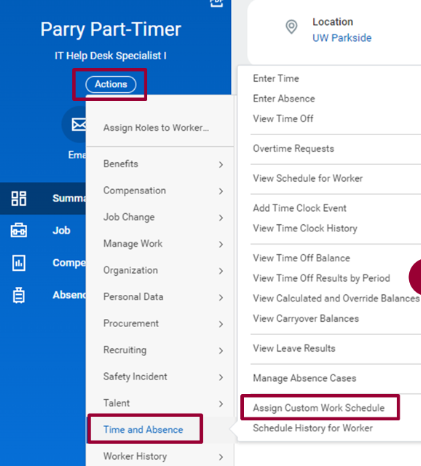 Parry Part-Timer
IT Help Desk Specialist I
Actions
Location
UW Parkside
Assign Roles to Worker...
Benefits
Compensation
Job Change
Manage Work
Organization
Personal Data
Procurement
Recruiting
Safety Incident
Talent
Time and Absence
Worker History
Enter Time
Enter Absence
View Time Off
Overtime Requests
View Schedule for Worker
Add Time Clock Event
View Time Clock History
View Time Off Balance
View Time Off Results by Period
View Calculated and Override Balances
View Carryover Balances
View Leave Results
Manage Absence Cases
Assign Custom Work Schedule
Schedule History for Worker
Ema
Summa
Job
Compe
Absenc